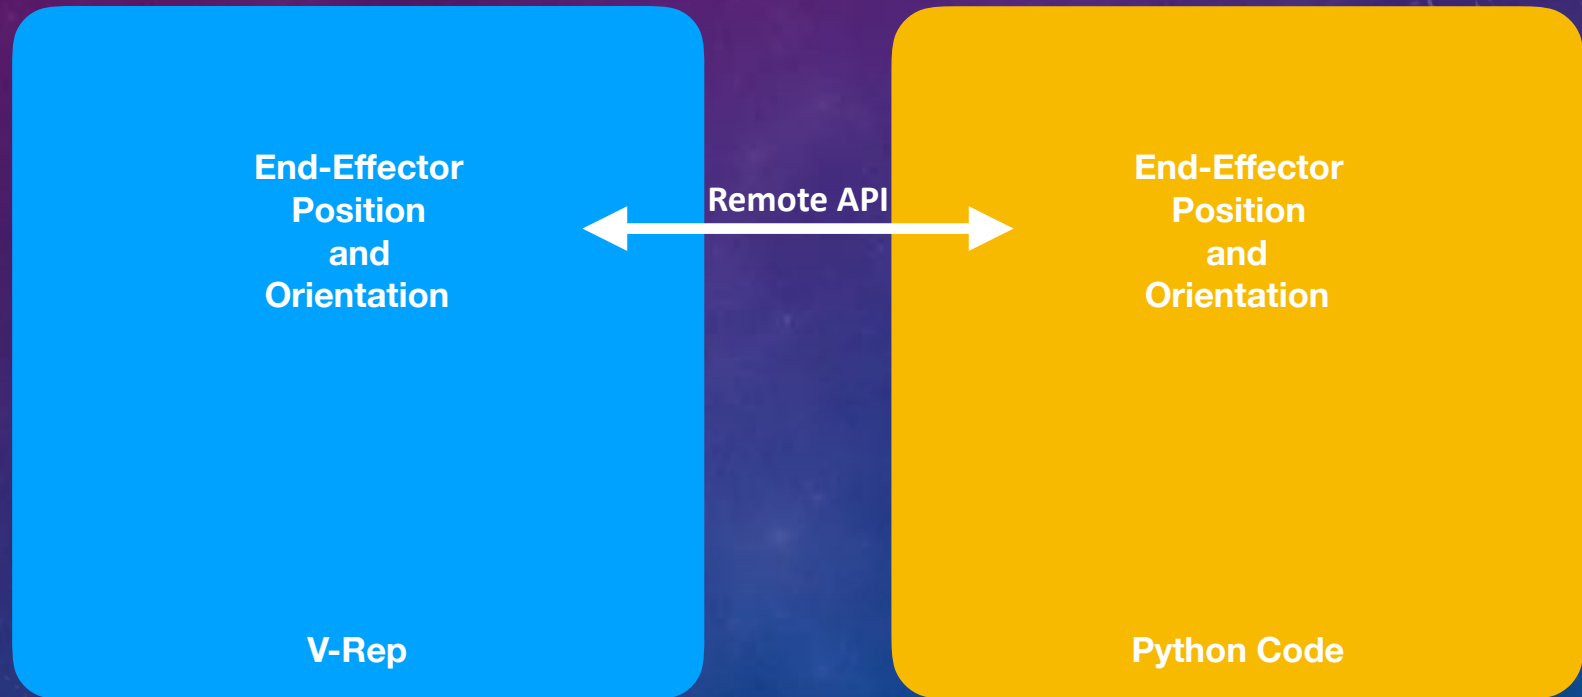 End-Effector
Position
and
Orientation
V-Rep
Remote API
End-Effector
Position
and
Orientation
Python Code